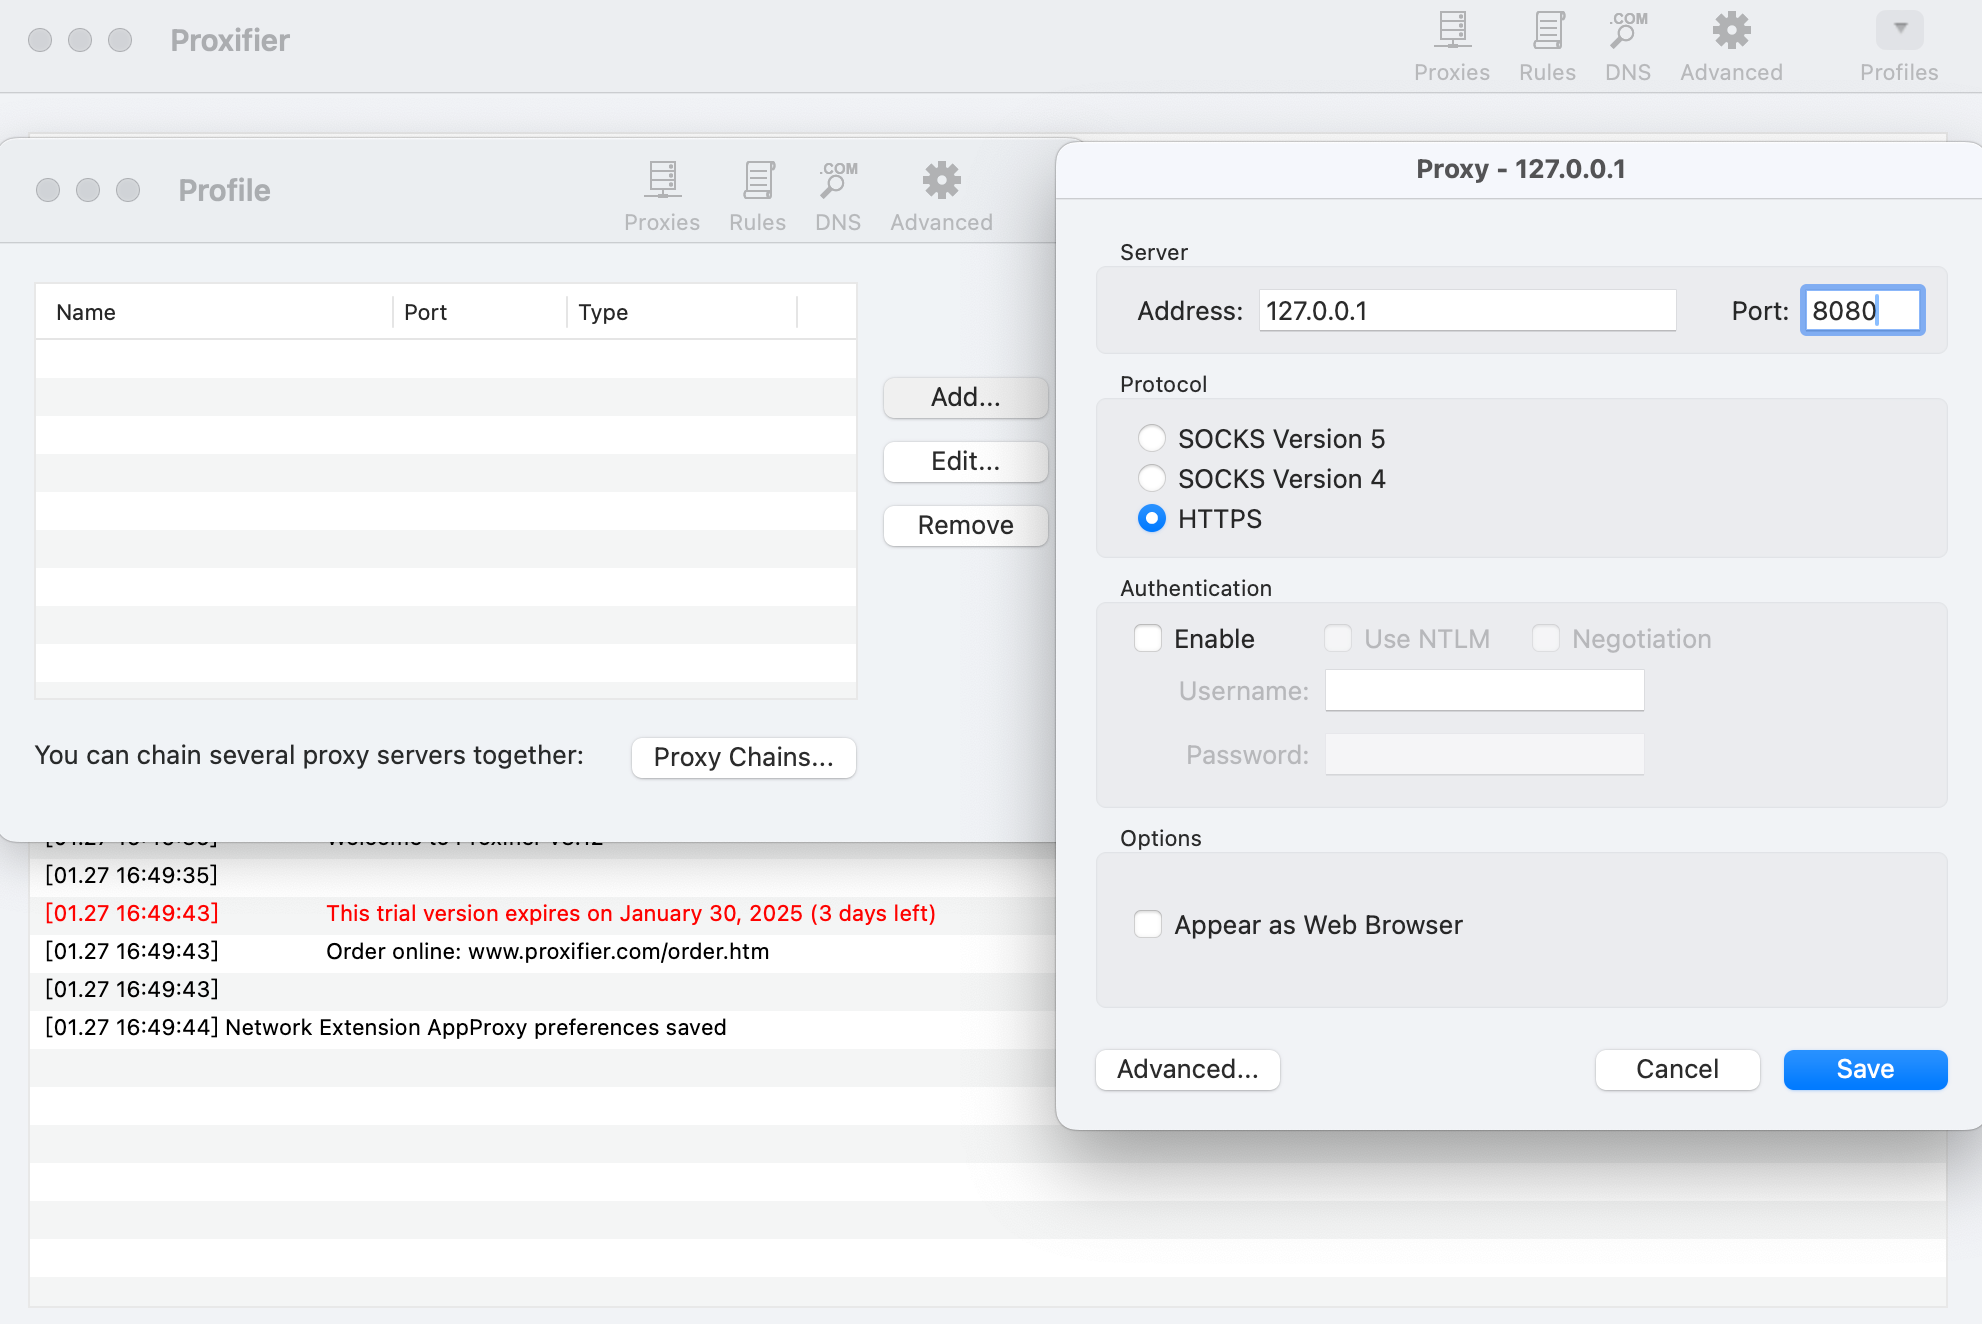 Proxifier
.COM
Proxies Rules DNS Advanced Profiles
Profile
.COM
Proxies Rules DNS Advanced
Name Port Type
Add...
Edit...
Remove
You can chain several proxy servers together: Proxy Chains...
[01.27 16:49:35]
[01.27 16:49:43] This trial version expires on January 30, 2025 (3 days left)
[01.27 16:49:43] Order online: www.proxifier.com/order.htm
[01.27 16:49:43]
[01.27 16:49:44] Network Extension AppProxy preferences saved
Proxy - 127.0.0.1
Server
Address: 127.0.0.1 Port: 8080
Protocol
SOCKS Version 5
SOCKS Version 4
HTTPS
Authentication
Enable Use NTLM Negotiation
Username:
Password:
Options
Appear as Web Browser
Advanced... Cancel Save